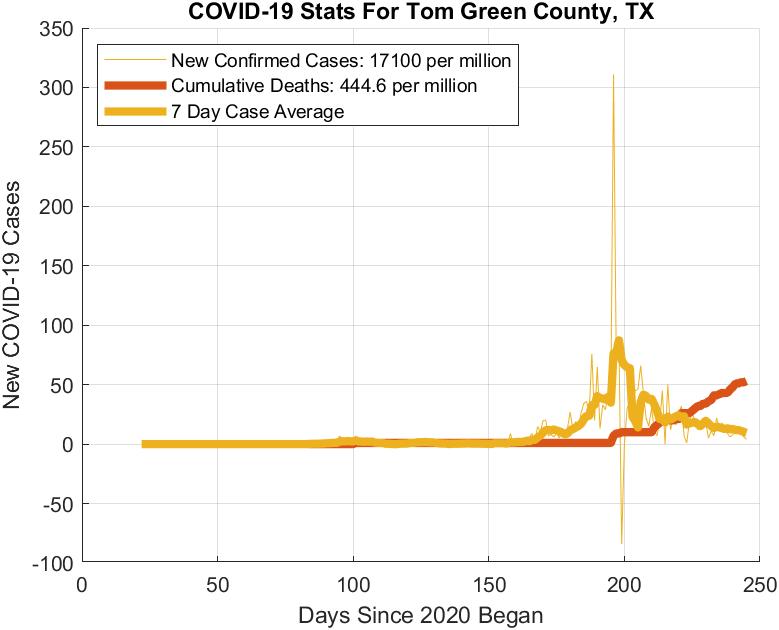 COVID-19 Stats For Tom Green County, TX
350
300
250
200
150
100
50
0
-50
-100
New COVID-19 Cases
New Confirmed Cases: 17100 per million
Cumulative Deaths: 444.6 per million
7 Day Case Average
0 50 100 150 200 250
Days Since 2020 Began